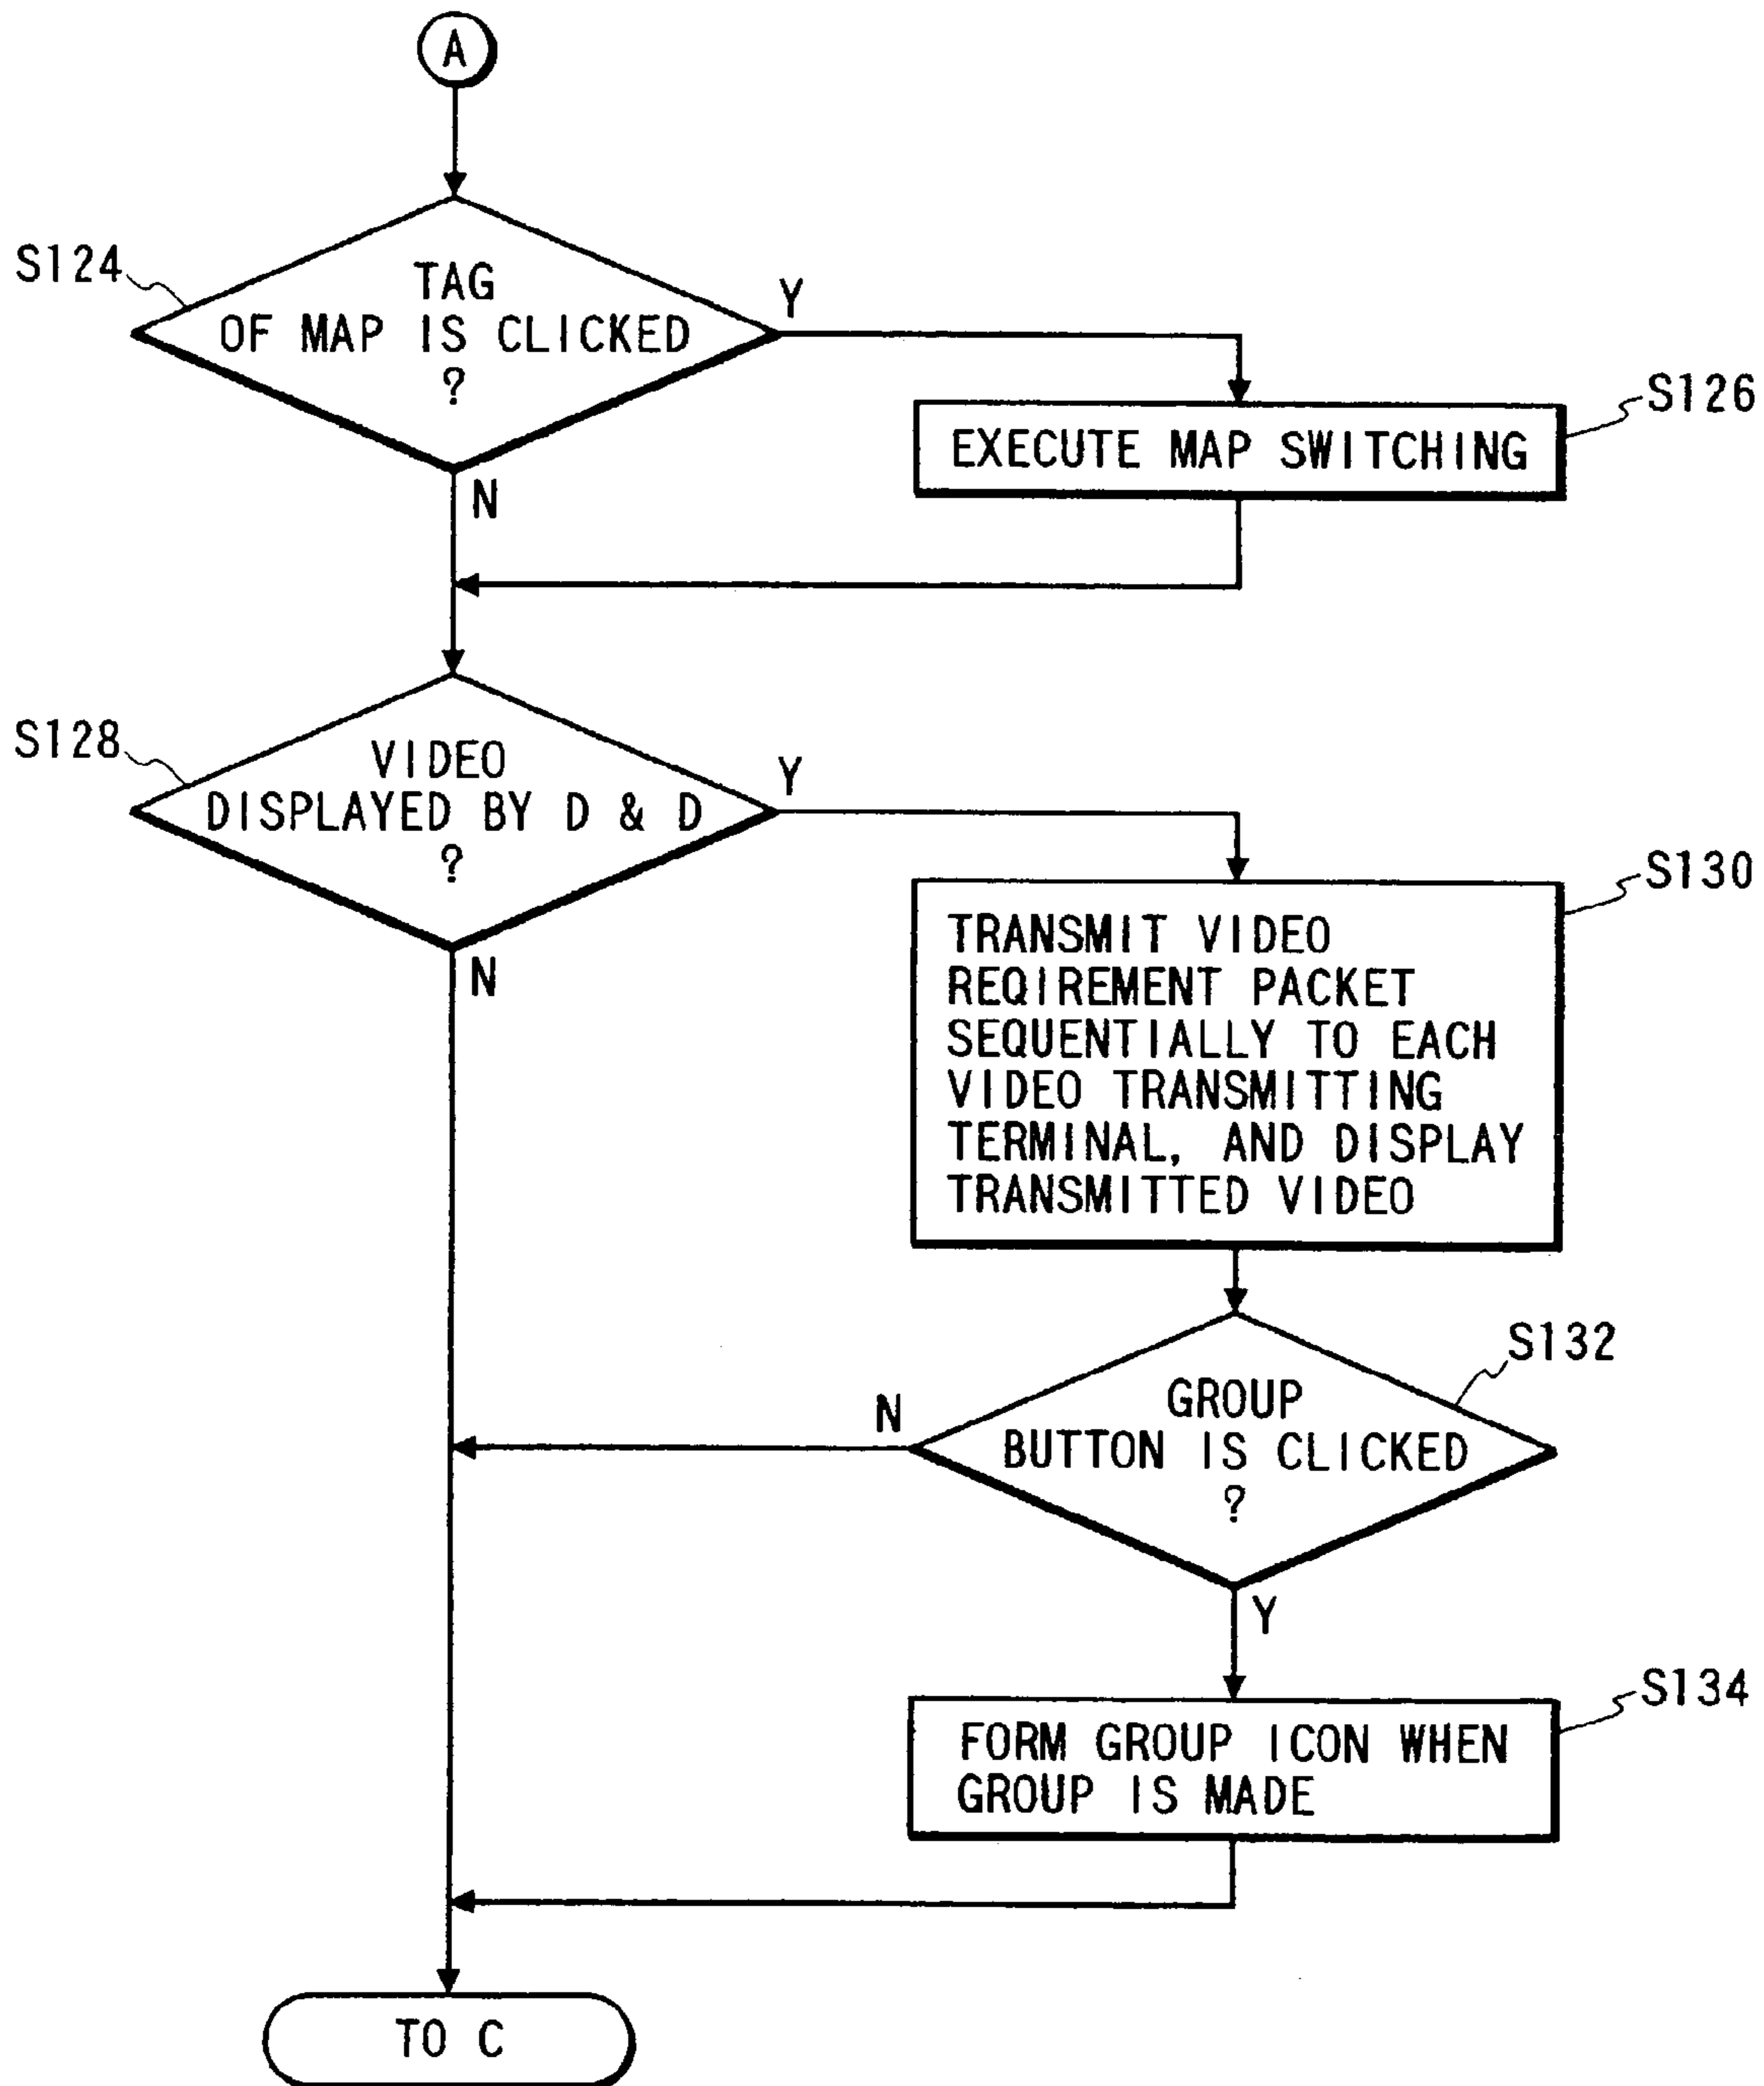 A
S124
TAG
OF MAP IS CLICKED
?
Y
N
S126
EXECUTE MAP SWITCHING
S128
VIDEO
DISPLAYED BY D & D
?
Y
N
S130
TRANSMIT VIDEO
REQIREMENT PACKET
SEQUENTIALLY TO EACH
VIDEO TRANSMITTING
TERMINAL, AND DISPLAY
TRANSMITTED VIDEO
S132
GROUP
BUTTON IS CLICKED
?
N
Y
S134
FORM GROUP ICON WHEN
GROUP IS MADE
TO C